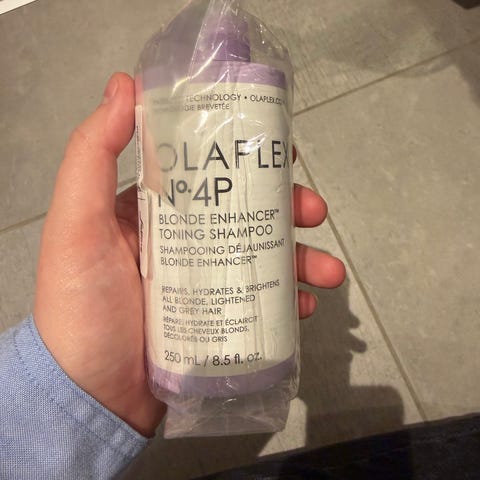 TECHNOLOGY • OLAPLEX.CO
BREVETÉE
OLAPLEX
Nº.4P
BLONDE ENHANCER™
TONING SHAMPOO
SHAMPOOING DÉJAUNISSANT
BLONDE ENHANCER™
REPAIRS, HYDRATES & BRIGHTENS
ALL BLONDE, LIGHTENED
AND GREY HAIR
RÉPARE, HYDRATE ET ÉCLAIRCIT
TOUS LES CHEVEUX BLONDS,
DÉCOLORÉS OU GRIS
250 mL / 8.5 fl. oz.